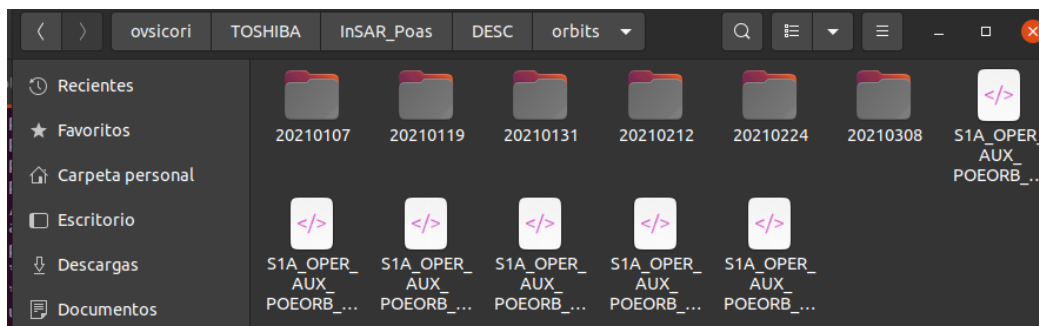 ovsicori TOSHIBA InSAR_Poas DESC orbits
Recientes
Favoritos
Carpeta personal
Escritorio
Descargas
Documentos
20210107 20210119 20210131 20210212 20210224 20210308 S1A_OPER_
AUX_
POEORB_...
S1A_OPER_ S1A_OPER_ S1A_OPER_ S1A_OPER_ S1A_OPER_
AUX_ AUX_ AUX_ AUX_ AUX_
POEORB_... POEORB_... POEORB_... POEORB_... POEORB_...